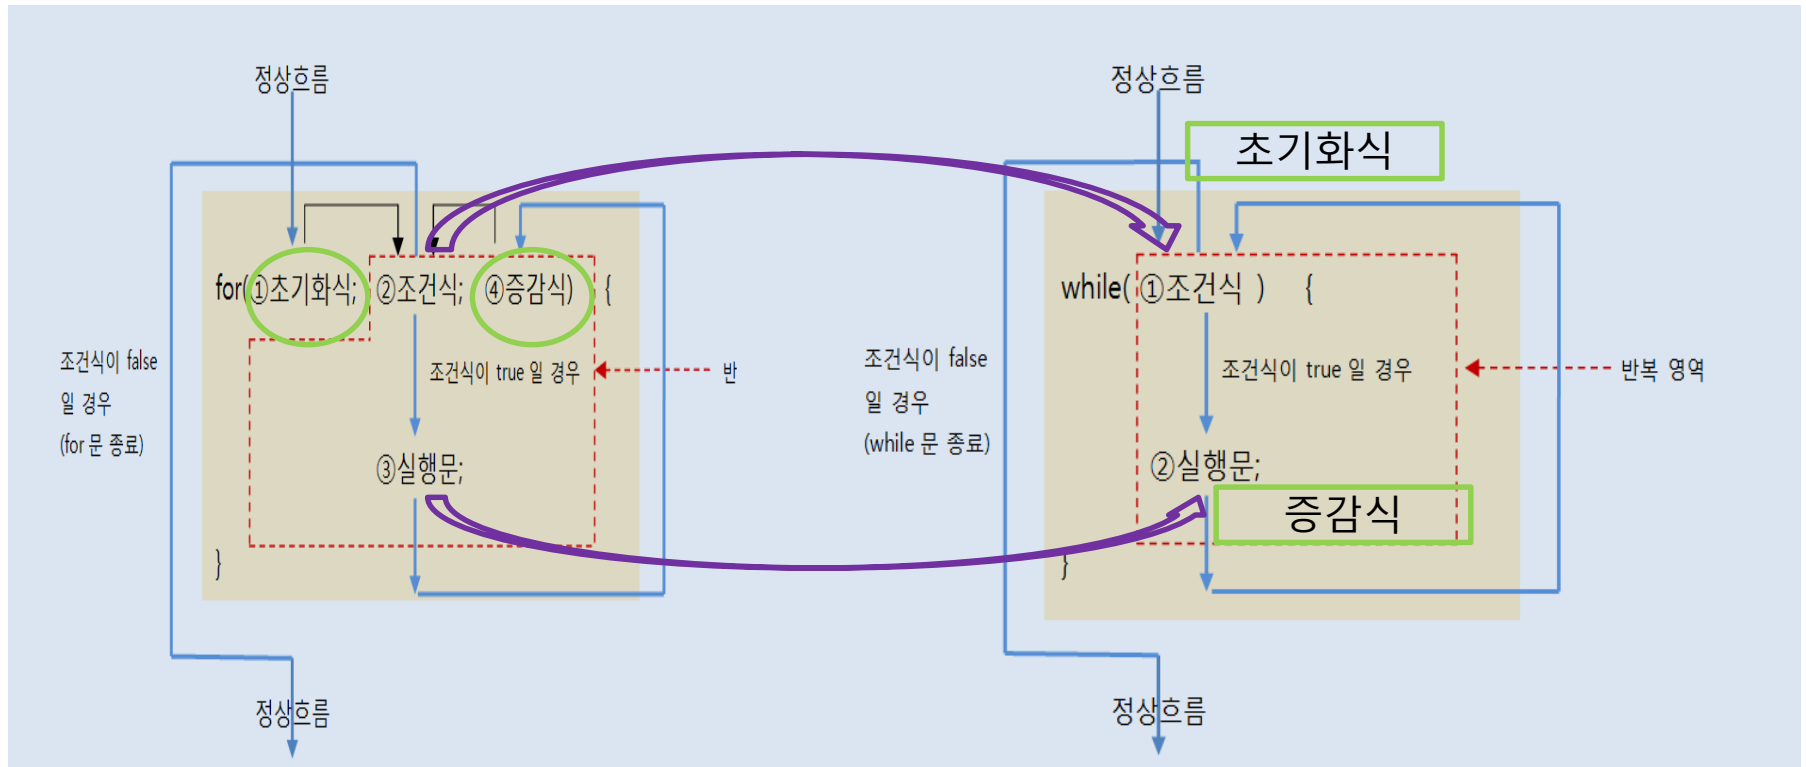 정상흐름
for(①초기화식; ②조건식; ④증감식) {
조건식이 false
일 경우
(for 문 종료)
조건식이 true 일 경우
반
③실행문;
}
정상흐름
정상흐름
초기화식
while( ①조건식 ) {
조건식이 false
일 경우
(while 문 종료)
조건식이 true 일 경우
반복 영역
②실행문;
증감식
}
정상흐름